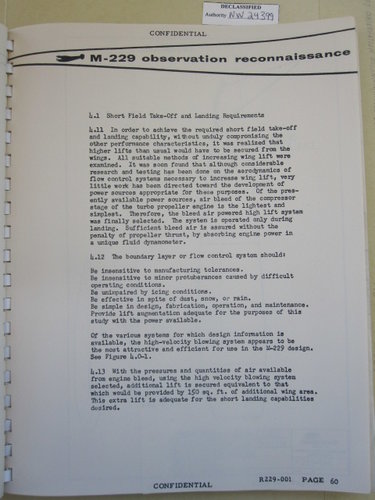 DECLASSIFIED
Authority NW 29399
CONFIDENTIAL
M-229 observation reconnaissance
4.1 Short Field Take-Off and Landing Requirements
4.11 In order to achieve the required short field take-off
and landing capability, without unduly compromising the
other performance characteristics, it was realized that
higher lifts than usual would have to be secured from the
wings. All suitable methods of increasing wing lift were
examined. It was soon found that although considerable
research and testing has been done on the aerodynamics of
flow control systems necessary to increase wing lift, very
little work has been directed toward the development of
power sources appropriate for these purposes. Of the pres-
ently available power sources, air bleed of the compressor
stage of the turbo propeller engine is the lightest and
simplest. Therefore, the bleed air powered high lift system
was finally selected. The system is operated only during
landing. Sufficient bleed air is assured without the
penalty of propeller thrust, by absorbing engine power in
a unique fluid dynamometer.
4.12 The boundary layer or flow control system should:
Be insensitive to manufacturing tolerances.
Be insensitive to minor protuberances caused by difficult
operating conditions.
Be unimpaired by icing conditions.
Be effective in spite of dust, snow, or rain.
Be simple in design, fabrication, operation, and maintenance.
Provide lift augmentation adequate for the purposes of this
study with the power available.
Of the various systems for which design information is
available, the high-velocity blowing system appears to be
the most attractive and efficient for use in the M-229 design.
See Figure 4.0-1.
4.13 With the pressures and quantities of air available
from engine bleed, using the high velocity blowing system
selected, additional lift is secured equivalent to that
which would be provided by 150 sq. ft. of additional wing area.
This extra lift is adequate for the short landing capabilities
desired.
R229-001 PAGE 60
CONFIDENTIAL